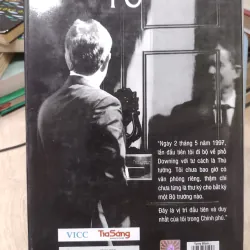 "Ngày 2 tháng 5 năm 1997,
lần đầu tiên tôi đi bộ về phố
Downing với tư cách là Thủ
tướng. Tôi chưa bao giờ có
văn phòng riêng, thậm chí
chưa từng là thư ký cho bất kỳ
một Bộ trưởng nào.
Đây là vị trí đầu tiên và duy
nhất của tôi trong Chính phủ."
VICC
TiaSáng